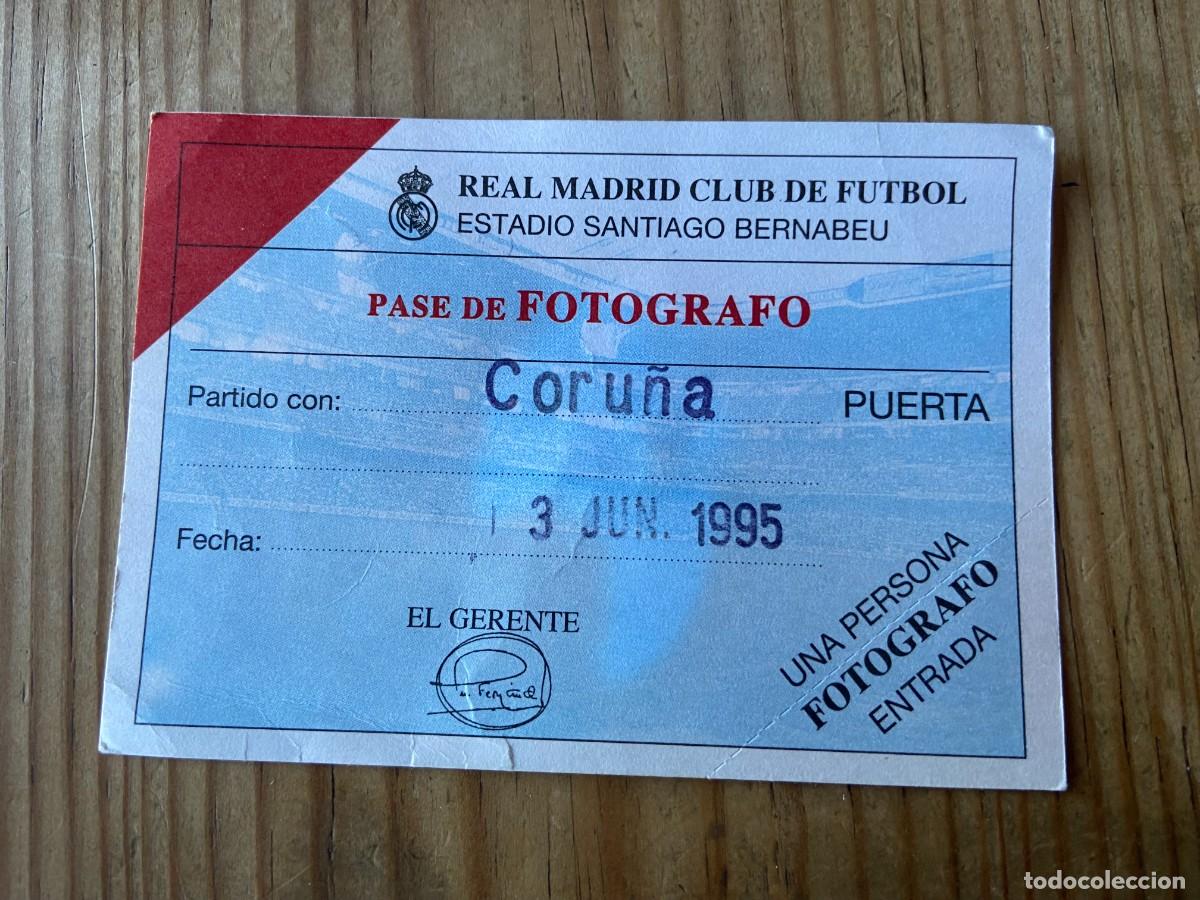 REAL MADRID CLUB DE FUTBOL
ESTADIO SANTIAGO BERNABEU
PASE DE FOTOGRAFO
Partido con: Coruña
PUERTA
Fecha: 3 JUN. 1995
EL GERENTE
UNA PERSONA
FOTOGRAFO
ENTRADA
todocoleccion